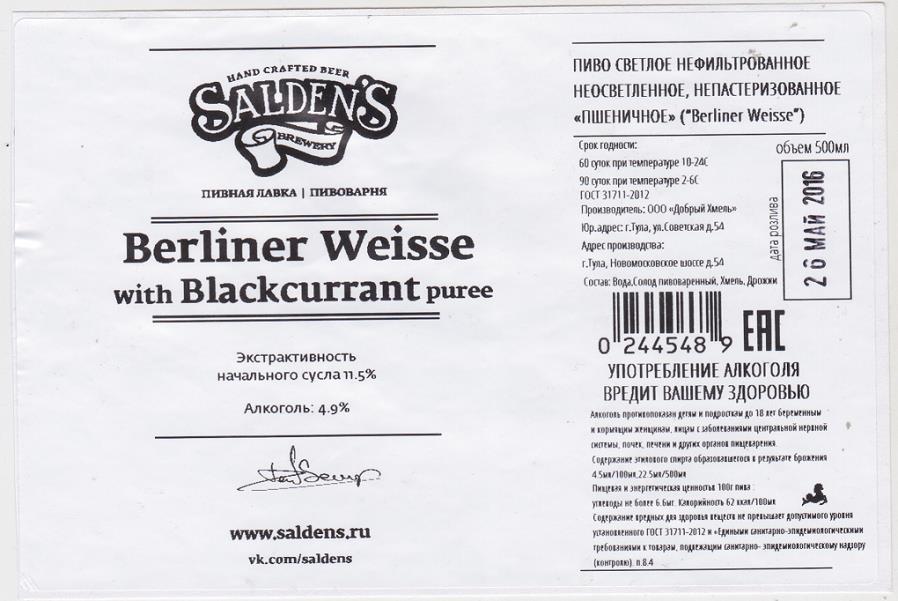 HAND CRAFTED BEER
SALDEN'S
BREWERY
ПИВНАЯ ЛАВКА | ПИВОВАРНЯ
Berliner Weisse
with Blackcurrant puree
Экстрактивность
начального сусла 11.5%
Алкоголь: 4.9%
www.saldens.ru
vk.com/saldens
ПИВО СВЕТЛОЕ НЕФИЛЬТРОВАННОЕ
НЕОСВЕТЛЕННОЕ, НЕПАСТЕРИЗОВАННОЕ
«ПШЕНИЧНОЕ» ("Berliner Weisse")
Срок годности:
60 суток при температуре 10-24С
90 суток при температуре 2-6С
ГОСТ 31711-2012
Производитель: ООО «Добрый Хмель»
Юр.адрес: г.Тула, ул.Советская д.54
Адрес производства:
г.Тула, Новомосковское шоссе д.54
Состав: Вода,Солод пивоваренный, Хмель, Дрожжи
объем 500мл
дата розлива
26 МАЙ 2016
0 244548 9
ЕАС
УПОТРЕБЛЕНИЕ АЛКОГОЛЯ
ВРЕДИТ ВАШЕМУ ЗДОРОВЬЮ
Алкоголь противопоказан детям и подросткам до 18 лет беременным
и кормящим женщинам, лицам с заболеваниями центральной нервной
системы, почек, печени и других органов пищеварения.
Содержание этилового спирта образовавшегося в результате брожения
4.5мл/100мл,22.5мл/500мл
Пищевая и энергетическая ценностья 100г пива :
углеводы не более 6.6мг. Калорийность 62 ккал/100мл
Содержание вредных для здоровья веществ не превышает допустимого уровня
установленного ГОСТ 31711-2012 и «Едиными санитарно-эпидемиологическими
требованиями к товарам, подлежащим санитарно- эпидемиологическому надзору
(контролю). п.8.4